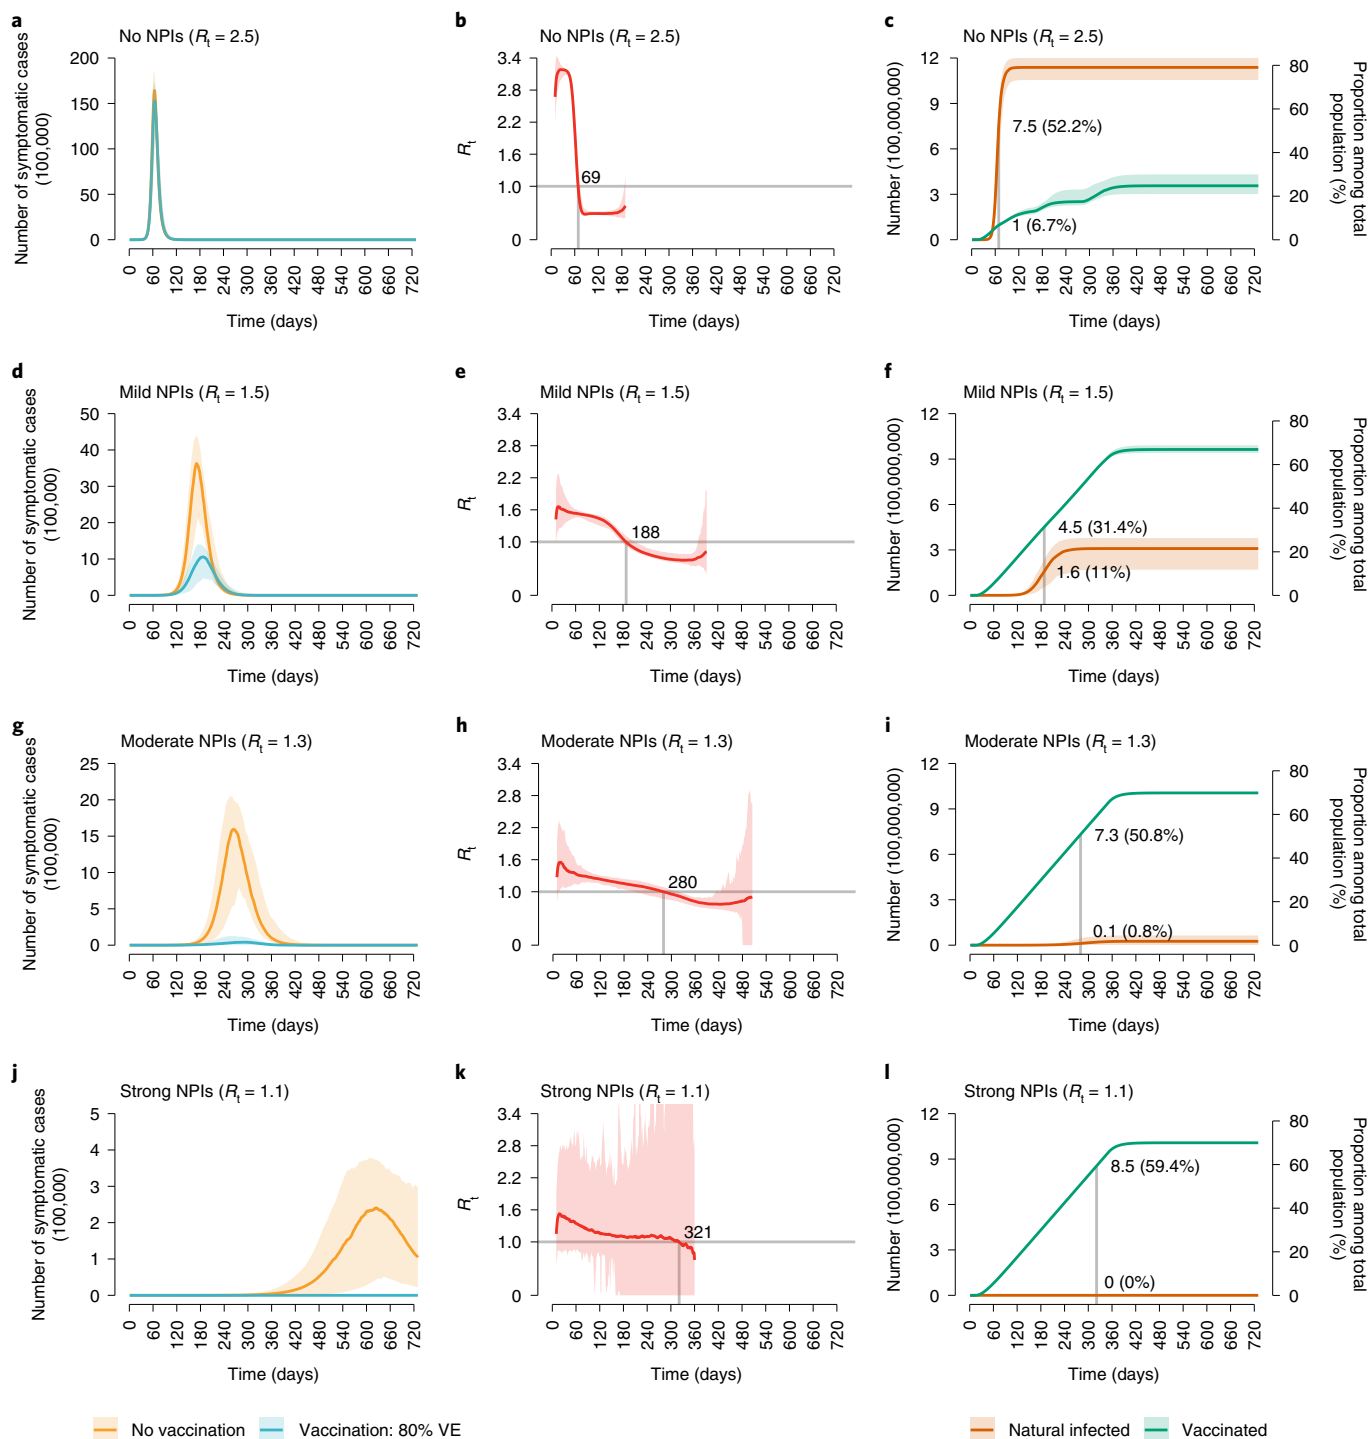 a
No NPIs (Rt = 2.5)
Number of symptomatic cases
(100,000)
200
150
100
50
0
0 60 120 180 240 300 360 420 480 540 600 660 720
Time (days)
b
No NPIs (Rt = 2.5)
Rt
3.4
2.8
2.2
1.6
1.0
0
69
0 60 120 180 240 300 360 420 480 540 600 660 720
Time (days)
c
No NPIs (Rt = 2.5)
Number (100,000,000)
12
9
6
3
0
7.5 (52.2%)
1 (6.7%)
80
60
40
20
0
Proportion among total
population (%)
0 60 120 180 240 300 360 420 480 540 600 660 720
Time (days)
d
Mild NPIs (Rt = 1.5)
Number of symptomatic cases
(100,000)
50
40
30
20
10
0
0 60 120 180 240 300 360 420 480 540 600 660 720
Time (days)
e
Mild NPIs (Rt = 1.5)
Rt
3.4
2.8
2.2
1.6
1.0
0
188
0 60 120 180 240 300 360 420 480 540 600 660 720
Time (days)
f
Mild NPIs (Rt = 1.5)
Number (100,000,000)
12
9
6
3
0
4.5 (31.4%)
1.6 (11%)
80
60
40
20
0
Proportion among total
population (%)
0 60 120 180 240 300 360 420 480 540 600 660 720
Time (days)
g
Moderate NPIs (Rt = 1.3)
Number of symptomatic cases
(100,000)
25
20
15
10
5
0
0 60 120 180 240 300 360 420 480 540 600 660 720
Time (days)
h
Moderate NPIs (Rt = 1.3)
Rt
3.4
2.8
2.2
1.6
1.0
0
280
0 60 120 180 240 300 360 420 480 540 600 660 720
Time (days)
i
Moderate NPIs (Rt = 1.3)
Number (100,000,000)
12
9
6
3
0
7.3 (50.8%)
0.1 (0.8%)
80
60
40
20
0
Proportion among total
population (%)
0 60 120 180 240 300 360 420 480 540 600 660 720
Time (days)
j
Strong NPIs (Rt = 1.1)
Number of symptomatic cases
(100,000)
5
4
3
2
1
0
0 60 120 180 240 300 360 420 480 540 600 660 720
Time (days)
k
Strong NPIs (Rt = 1.1)
Rt
3.4
2.8
2.2
1.6
1.0
0
321
0 60 120 180 240 300 360 420 480 540 600 660 720
Time (days)
l
Strong NPIs (Rt = 1.1)
Number (100,000,000)
12
9
6
3
0
8.5 (59.4%)
0 (0%)
80
60
40
20
0
Proportion among total
population (%)
0 60 120 180 240 300 360 420 480 540 600 660 720
Time (days)
No vaccination Vaccination: 80% VE
Natural infected Vaccinated